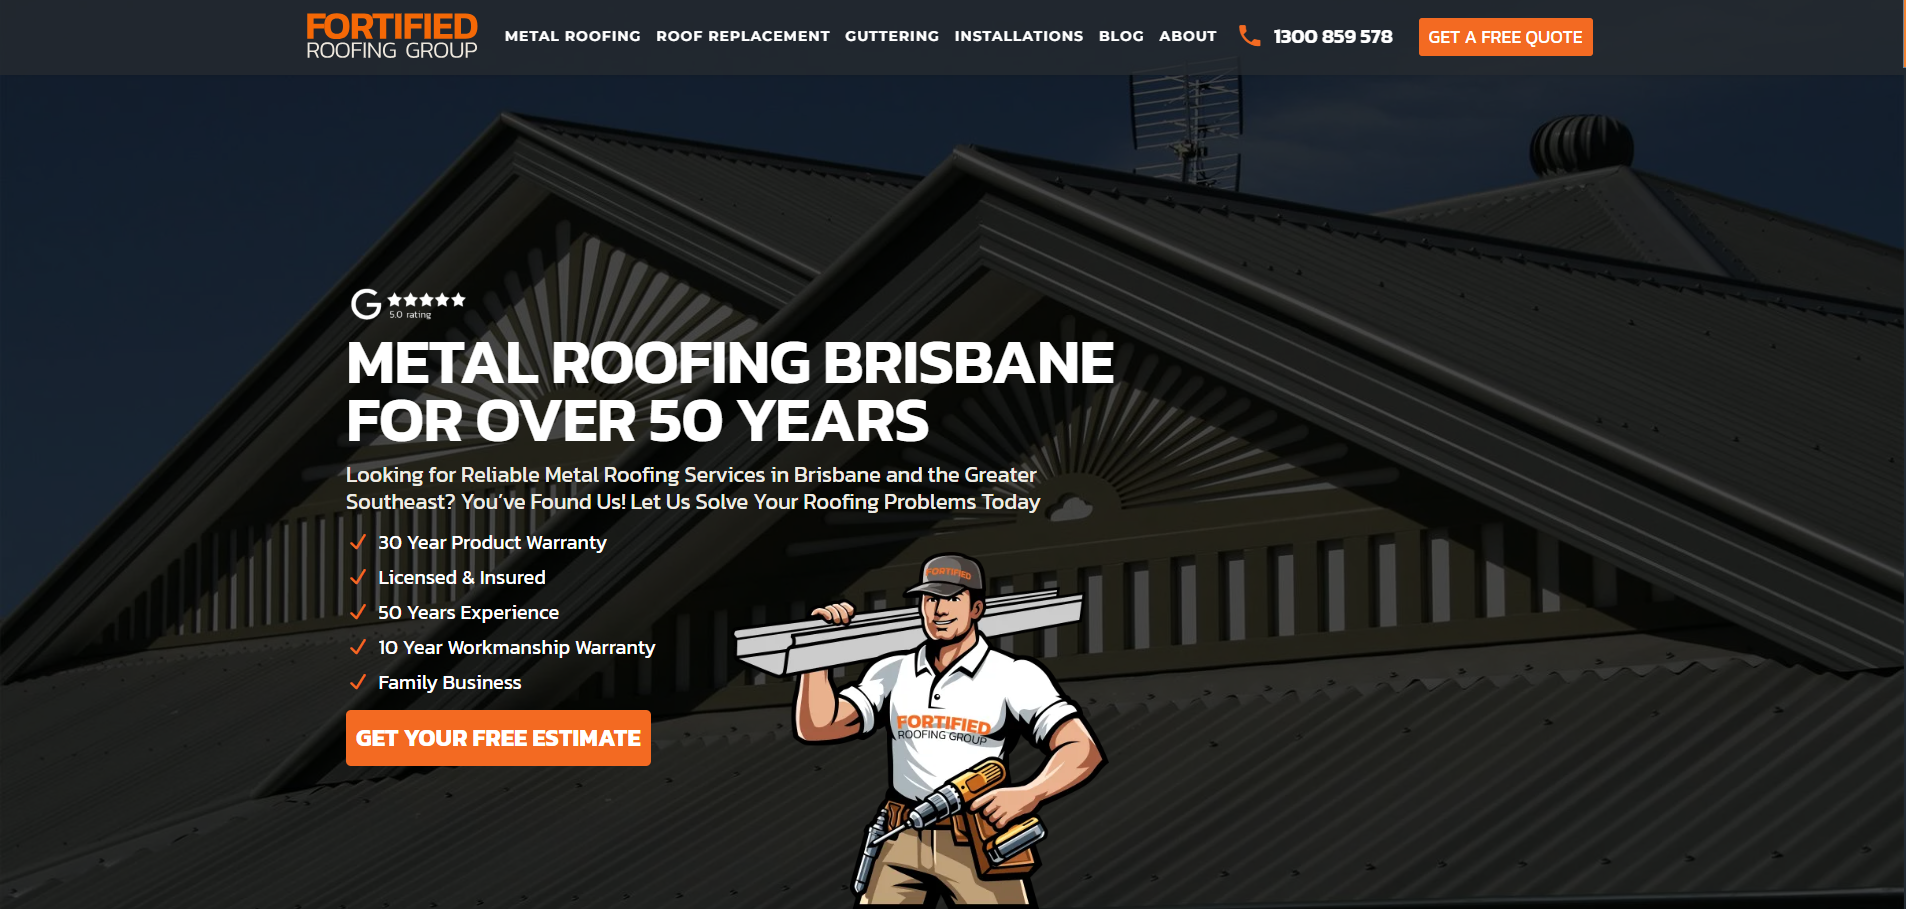 FORTIFIED
ROOFING GROUP
METAL ROOFING ROOF REPLACEMENT GUTTERING INSTALLATIONS BLOG ABOUT 1300 859 578 GET A FREE QUOTE
G
5.0 rating
METAL ROOFING BRISBANE
FOR OVER 50 YEARS
Looking for Reliable Metal Roofing Services in Brisbane and the Greater
Southeast? You've Found Us! Let Us Solve Your Roofing Problems Today
30 Year Product Warranty
Licensed & Insured
50 Years Experience
10 Year Workmanship Warranty
Family Business
GET YOUR FREE ESTIMATE
FORTIFIED
FORTIFIED
ROOFING GROUP